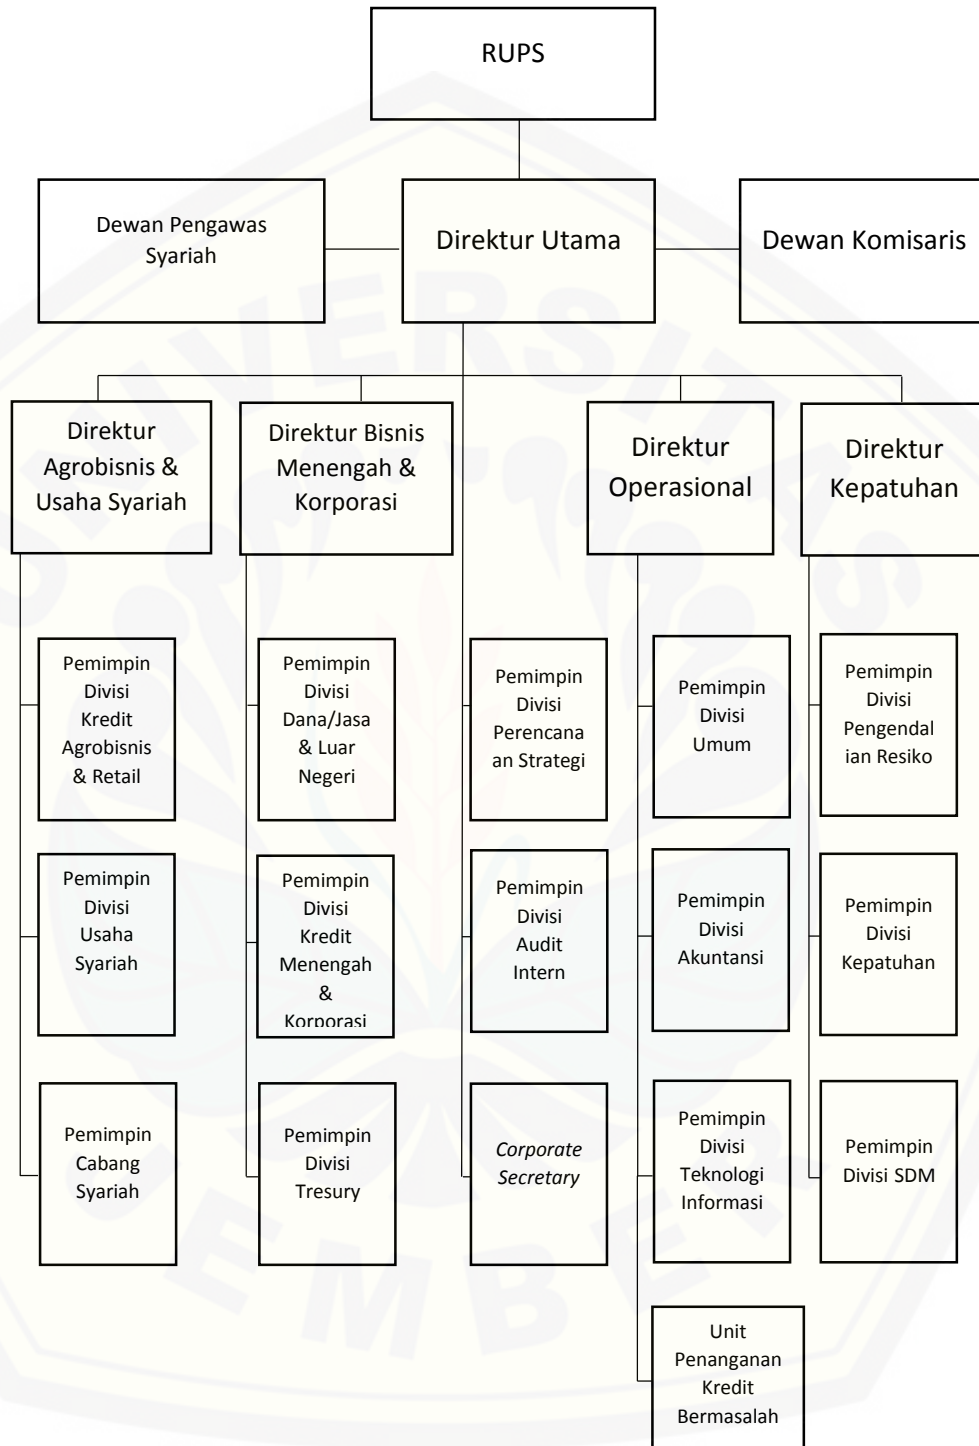 RUPS
Dewan Pengawas
Syariah
Direktur Utama
Dewan Komisaris
Direktur
Agrobisnis &
Usaha Syariah
Direktur Bisnis
Menengah &
Korporasi
Direktur
Operasional
Direktur
Kepatuhan
Pemimpin
Divisi
Kredit
Agrobisnis
& Retail
Pemimpin
Divisi
Dana/Jasa
& Luar
Negeri
Pemimpin
Divisi
Perencana
an Strategi
Pemimpin
Divisi
Umum
Pemimpin
Divisi
Pengendal
ian Resiko
Pemimpin
Divisi
Usaha
Syariah
Pemimpin
Divisi
Kredit
Menengah
&
Korporasi
Pemimpin
Divisi
Audit
Intern
Pemimpin
Divisi
Akuntansi
Pemimpin
Divisi
Kepatuhan
Pemimpin
Cabang
Syariah
Pemimpin
Divisi
Tresury
Corporate
Secretary
Pemimpin
Divisi
Teknologi
Informasi
Pemimpin
Divisi SDM
Unit
Penanganan
Kredit
Bermasalah
UNIVERSITAS
JEMBER